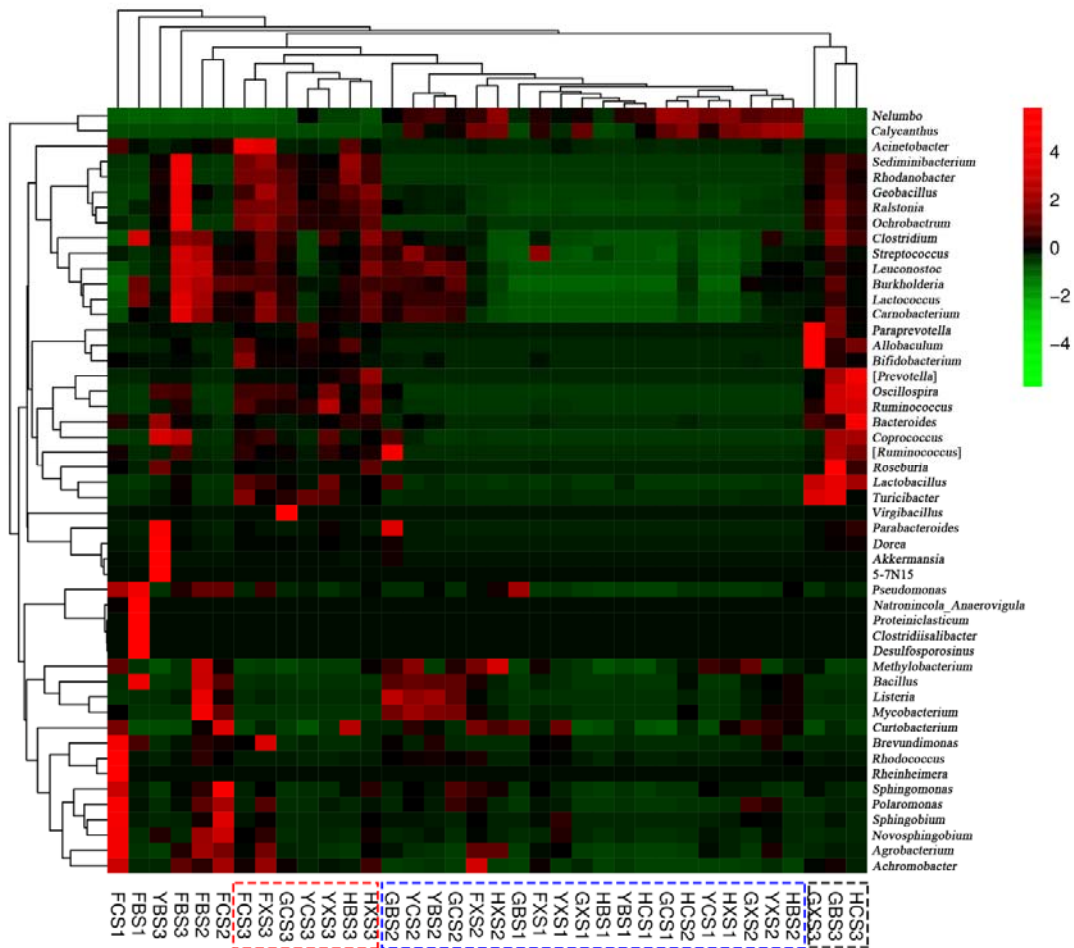 Nelumbo
Calycanthus
Acinetobacter
Sediminibacterium
Rhodanobacter
Geobacillus
Ralstonia
Ochrobactrum
Clostridium
Streptococcus
Leuconostoc
Burkholderia
Lactococcus
Carnobacterium
Paraprevotella
Allobaculum
Bifidobacterium
[Prevotella]
Oscillospira
Ruminococcus
Bacteroides
Coprococcus
[Ruminococcus]
Roseburia
Lactobacillus
Turicibacter
Virgibacillus
Parabacteroides
Dorea
Akkermansia
5-7N15
Pseudomonas
Natronincola_Anaerovigula
Proteiniclasticum
Clostridiisalibacter
Desulfosporosinus
Methylobacterium
Bacillus
Listeria
Mycobacterium
Curtobacterium
Brevundimonas
Rhodococcus
Rheinheimera
Sphingomonas
Polaromonas
Sphingobium
Novosphingobium
Agrobacterium
Achromobacter
4
2
0
−2
−4
FCS1
FBS1
YBS3
FBS3
FBS2
FCS2
FCS3
FXS3
GCS3
YCS3
YXS3
HBS3
HXS3
GBS2
YCS2
YBS2
GCS2
FXS2
HXS2
GBS1
FXS1
YXS1
GXS1
HBS1
YBS1
HCS1
GCS1
HCS2
YCS1
HXS1
GXS2
YXS2
HBS2
GXS3
GBS3
HCS3